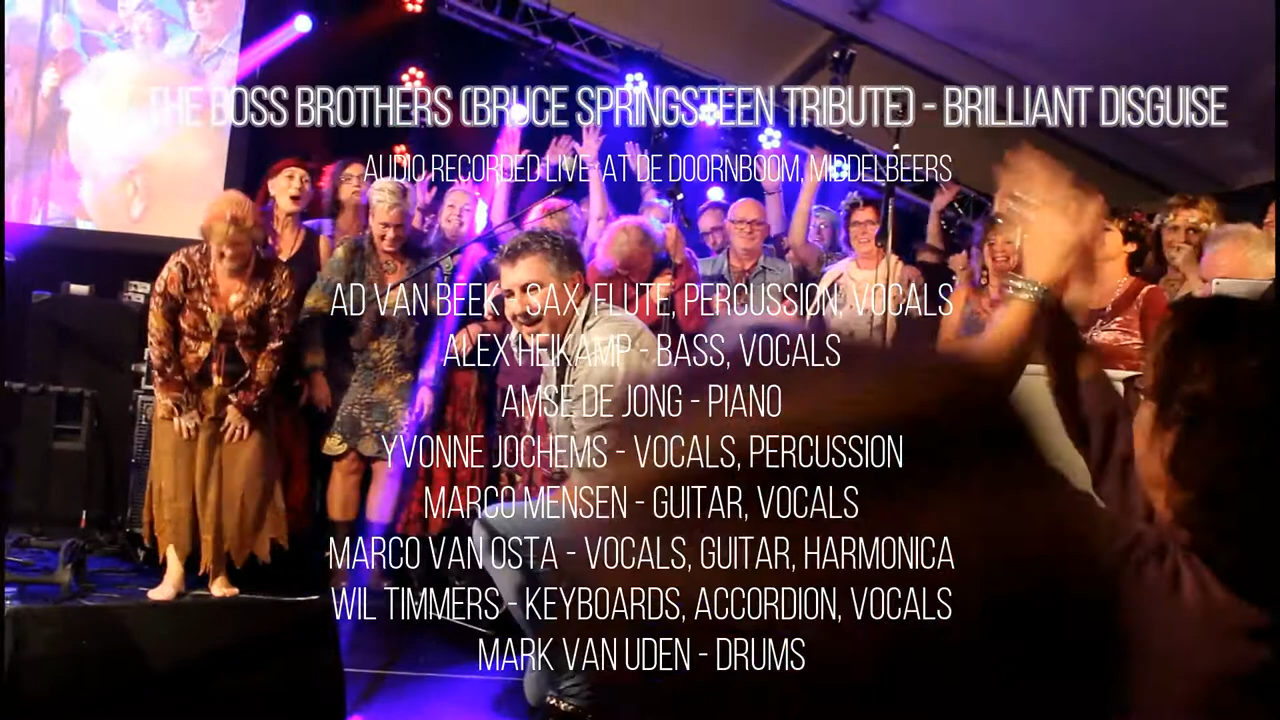 THE BOSS BROTHERS (BRUCE SPRINGSTEEN TRIBUTE) - BRILLIANT DISGUISE
AUDIO RECORDED LIVE AT DE DOORNBOOM, MIDDELBEERS
AD VAN BEEK - SAX, FLUTE, PERCUSSION, VOCALS
ALEX HEIKAMP - BASS, VOCALS
AMSE DE JONG - PIANO
YVONNE JOCHEMS - VOCALS, PERCUSSION
MARCO MENSEN - GUITAR, VOCALS
MARCO VAN OSTA - VOCALS, GUITAR, HARMONICA
WIL TIMMERS - KEYBOARDS, ACCORDION, VOCALS
MARK VAN UDEN - DRUMS